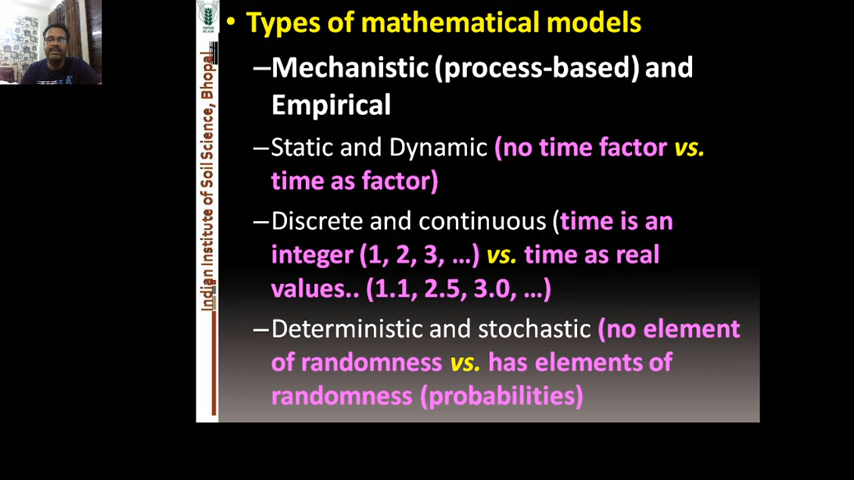 • Types of mathematical models
–Mechanistic (process-based) and
Empirical
–Static and Dynamic (no time factor vs.
time as factor)
–Discrete and continuous (time is an
integer (1, 2, 3, ...) vs. time as real
values.. (1.1, 2.5, 3.0, ...)
–Deterministic and stochastic (no element
of randomness vs. has elements of
randomness (probabilities)
Indian Institute of Soil Science, Bhopal